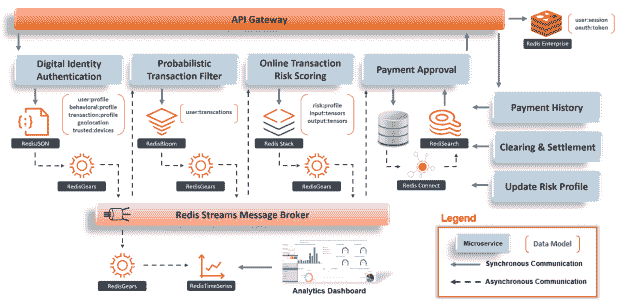 API Gateway
Redis Enterprise
user:session
oauth:token
Digital Identity
Authentication
Probabilistic
Transaction Filter
Online Transaction
Risk Scoring
Payment Approval
user:profile
behavioral:profile
transaction:profile
geolocation
trusted:devices
RedisJSON
user:transcations
RedisBloom
risk:profile
input:tensors
output:tensors
Redis Stack
RedisSearch
Redis Connect
RedisGears
RedisGears
RedisGears
Payment History
Clearing & Settlement
Update Risk Profile
Redis Streams Message Broker
RedisGears
RedisTimeSeries
Analytics Dashboard
Legend
Microservice
Data Model
Synchronous Communication
Asynchronous Communication